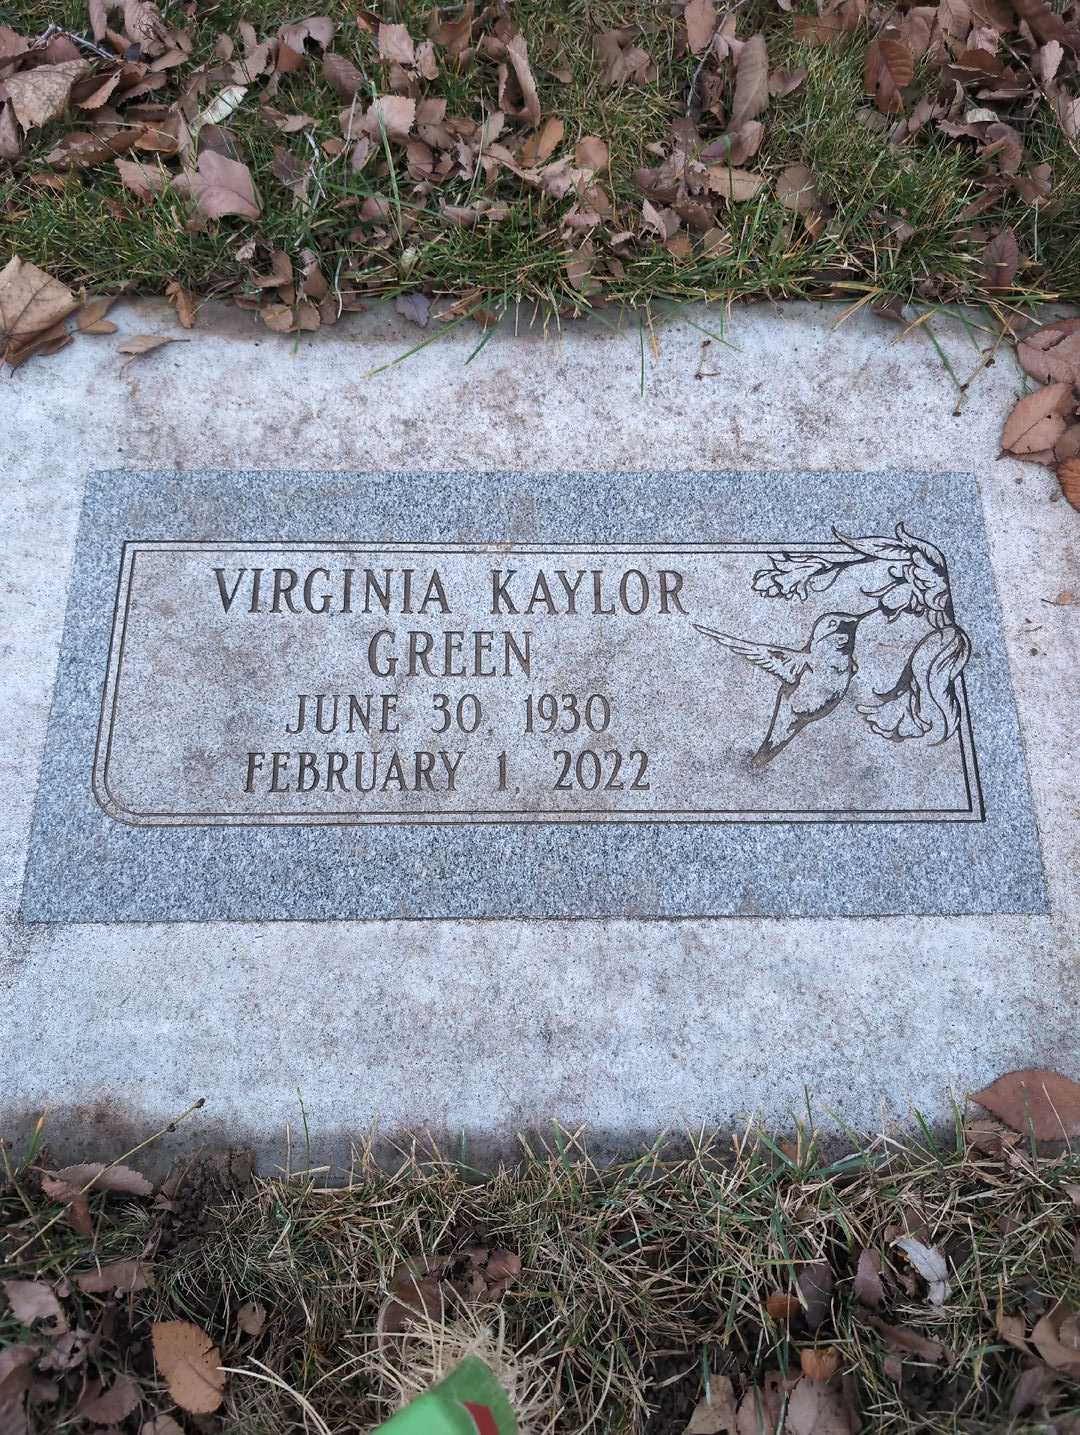 VIRGINIA KAYLOR
GREEN
JUNE 30, 1930
FEBRUARY 1, 2022